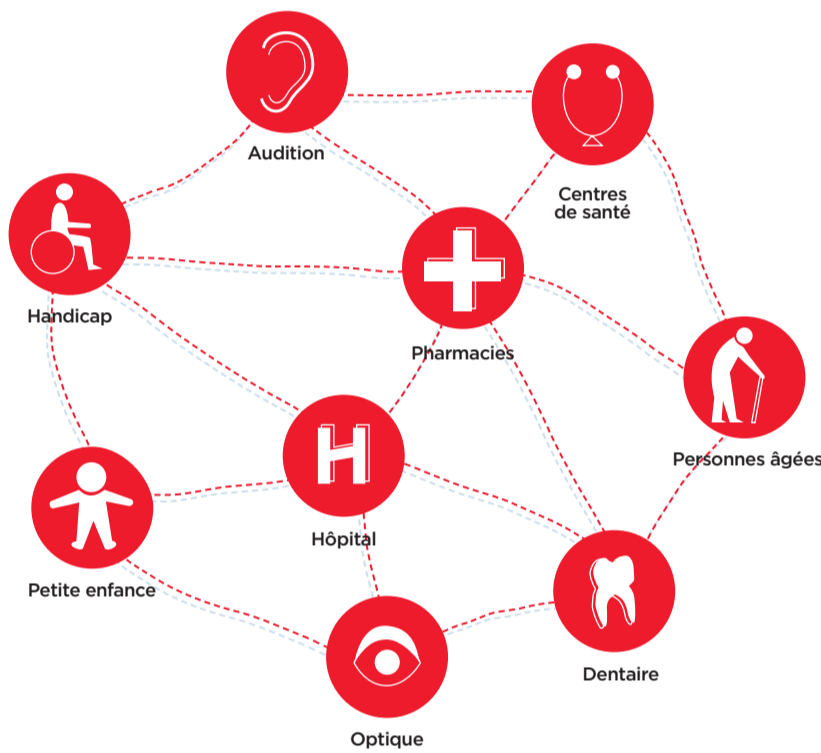 Audition
Centres
de santé
Handicap
Pharmacies
Personnes âgées
H
Hôpital
Petite enfance
Dentaire
Optique